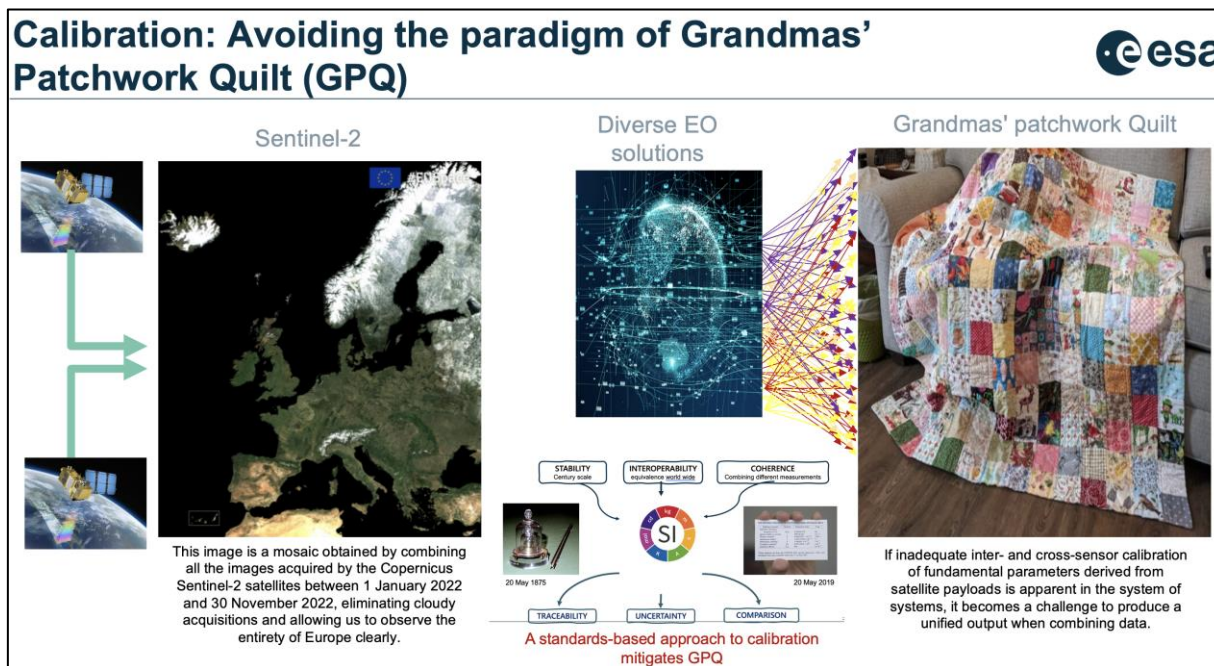 Calibration: Avoiding the paradigm of Grandmas'
Patchwork Quilt (GPQ)
esa
Sentinel-2
Diverse EO
solutions
Grandmas' patchwork Quilt
STABILITY
Century scale
INTEROPERABILITY
equivalence world wide
COHERENCE
Combining different measurements
kg
m
s
A
K
mol
cd
SI
20 May 1875
20 May 2019
TRACEABILITY
UNCERTAINTY
COMPARISON
A standards-based approach to calibration
mitigates GPQ
This image is a mosaic obtained by combining
all the images acquired by the Copernicus
Sentinel-2 satellites between 1 January 2022
and 30 November 2022, eliminating cloudy
acquisitions and allowing us to observe the
entirety of Europe clearly.
If inadequate inter- and cross-sensor calibration
of fundamental parameters derived from
satellite payloads is apparent in the system of
systems, it becomes a challenge to produce a
unified output when combining data.